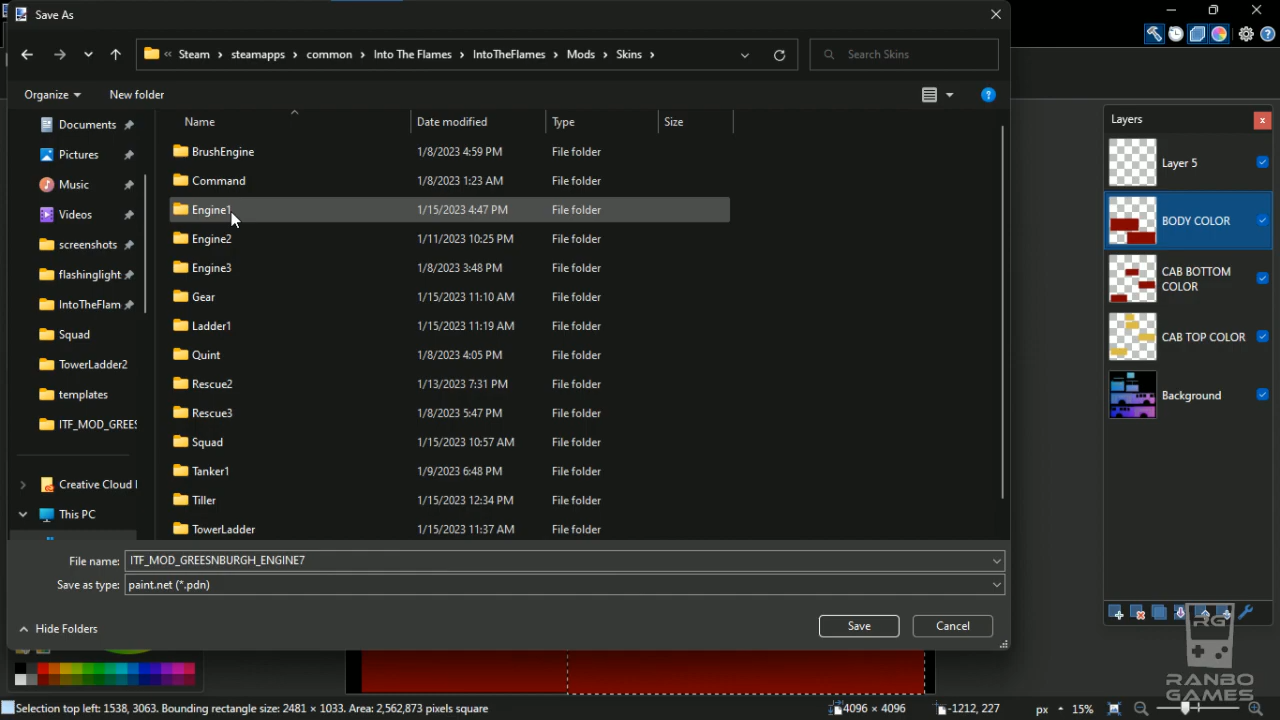 Save As
Steam > steamapps > common > Into The Flames > IntoTheFlames > Mods > Skins >
Search Skins
Organize
New folder
Name Date modified Type Size
Documents
Pictures
Music
Videos
screenshots
flashinglight
IntoTheFlam
Squad
TowerLadder2
templates
ITF_MOD_GREES
Creative Cloud
This PC
BrushEngine 1/8/2023 4:59 PM File folder
Command 1/8/2023 1:23 AM File folder
Engine1 1/15/2023 4:47 PM File folder
Engine2 1/11/2023 10:25 PM File folder
Engine3 1/8/2023 3:48 PM File folder
Gear 1/15/2023 11:10 AM File folder
Ladder1 1/15/2023 11:19 AM File folder
Quint 1/8/2023 4:05 PM File folder
Rescue2 1/13/2023 7:31 PM File folder
Rescue3 1/8/2023 5:47 PM File folder
Squad 1/15/2023 10:57 AM File folder
Tanker1 1/9/2023 6:48 PM File folder
Tiller 1/15/2023 12:34 PM File folder
TowerLadder 1/15/2023 11:37 AM File folder
File name: ITF_MOD_GREESNBURGH_ENGINE7
Save as type: paint.net (*.pdn)
Hide Folders
Save
Cancel
Layers
Layer 5
BODY COLOR
CAB BOTTOM
COLOR
CAB TOP COLOR
Background
RG
RANBO
GAMES
Selection top left: 1538, 3063. Bounding rectangle size: 2481 × 1033. Area: 2,562,873 pixels square
4096 × 4096
-1212, 227
px
15%